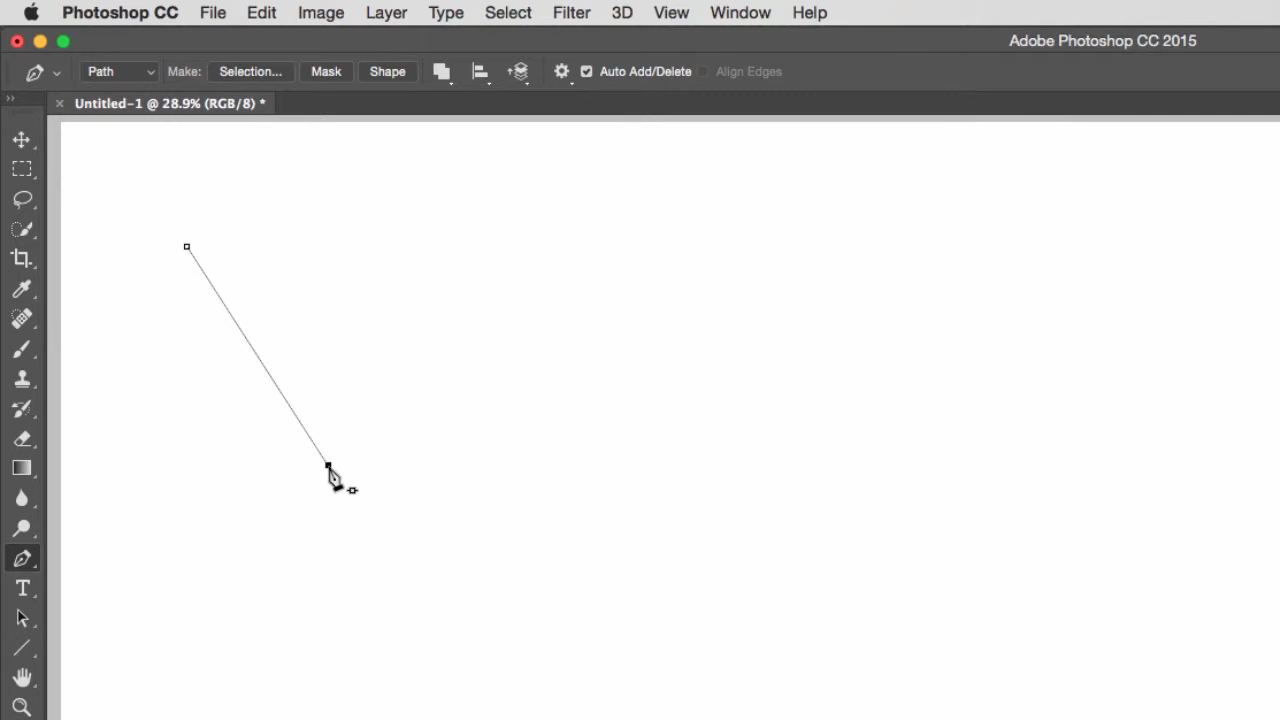 Photoshop CC File Edit Image Layer Type Select Filter 3D View Window Help
Adobe Photoshop CC 2015
Path Make: Selection... Mask Shape Auto Add/Delete Align Edges
Untitled-1 @ 28.9% (RGB/8) *
T